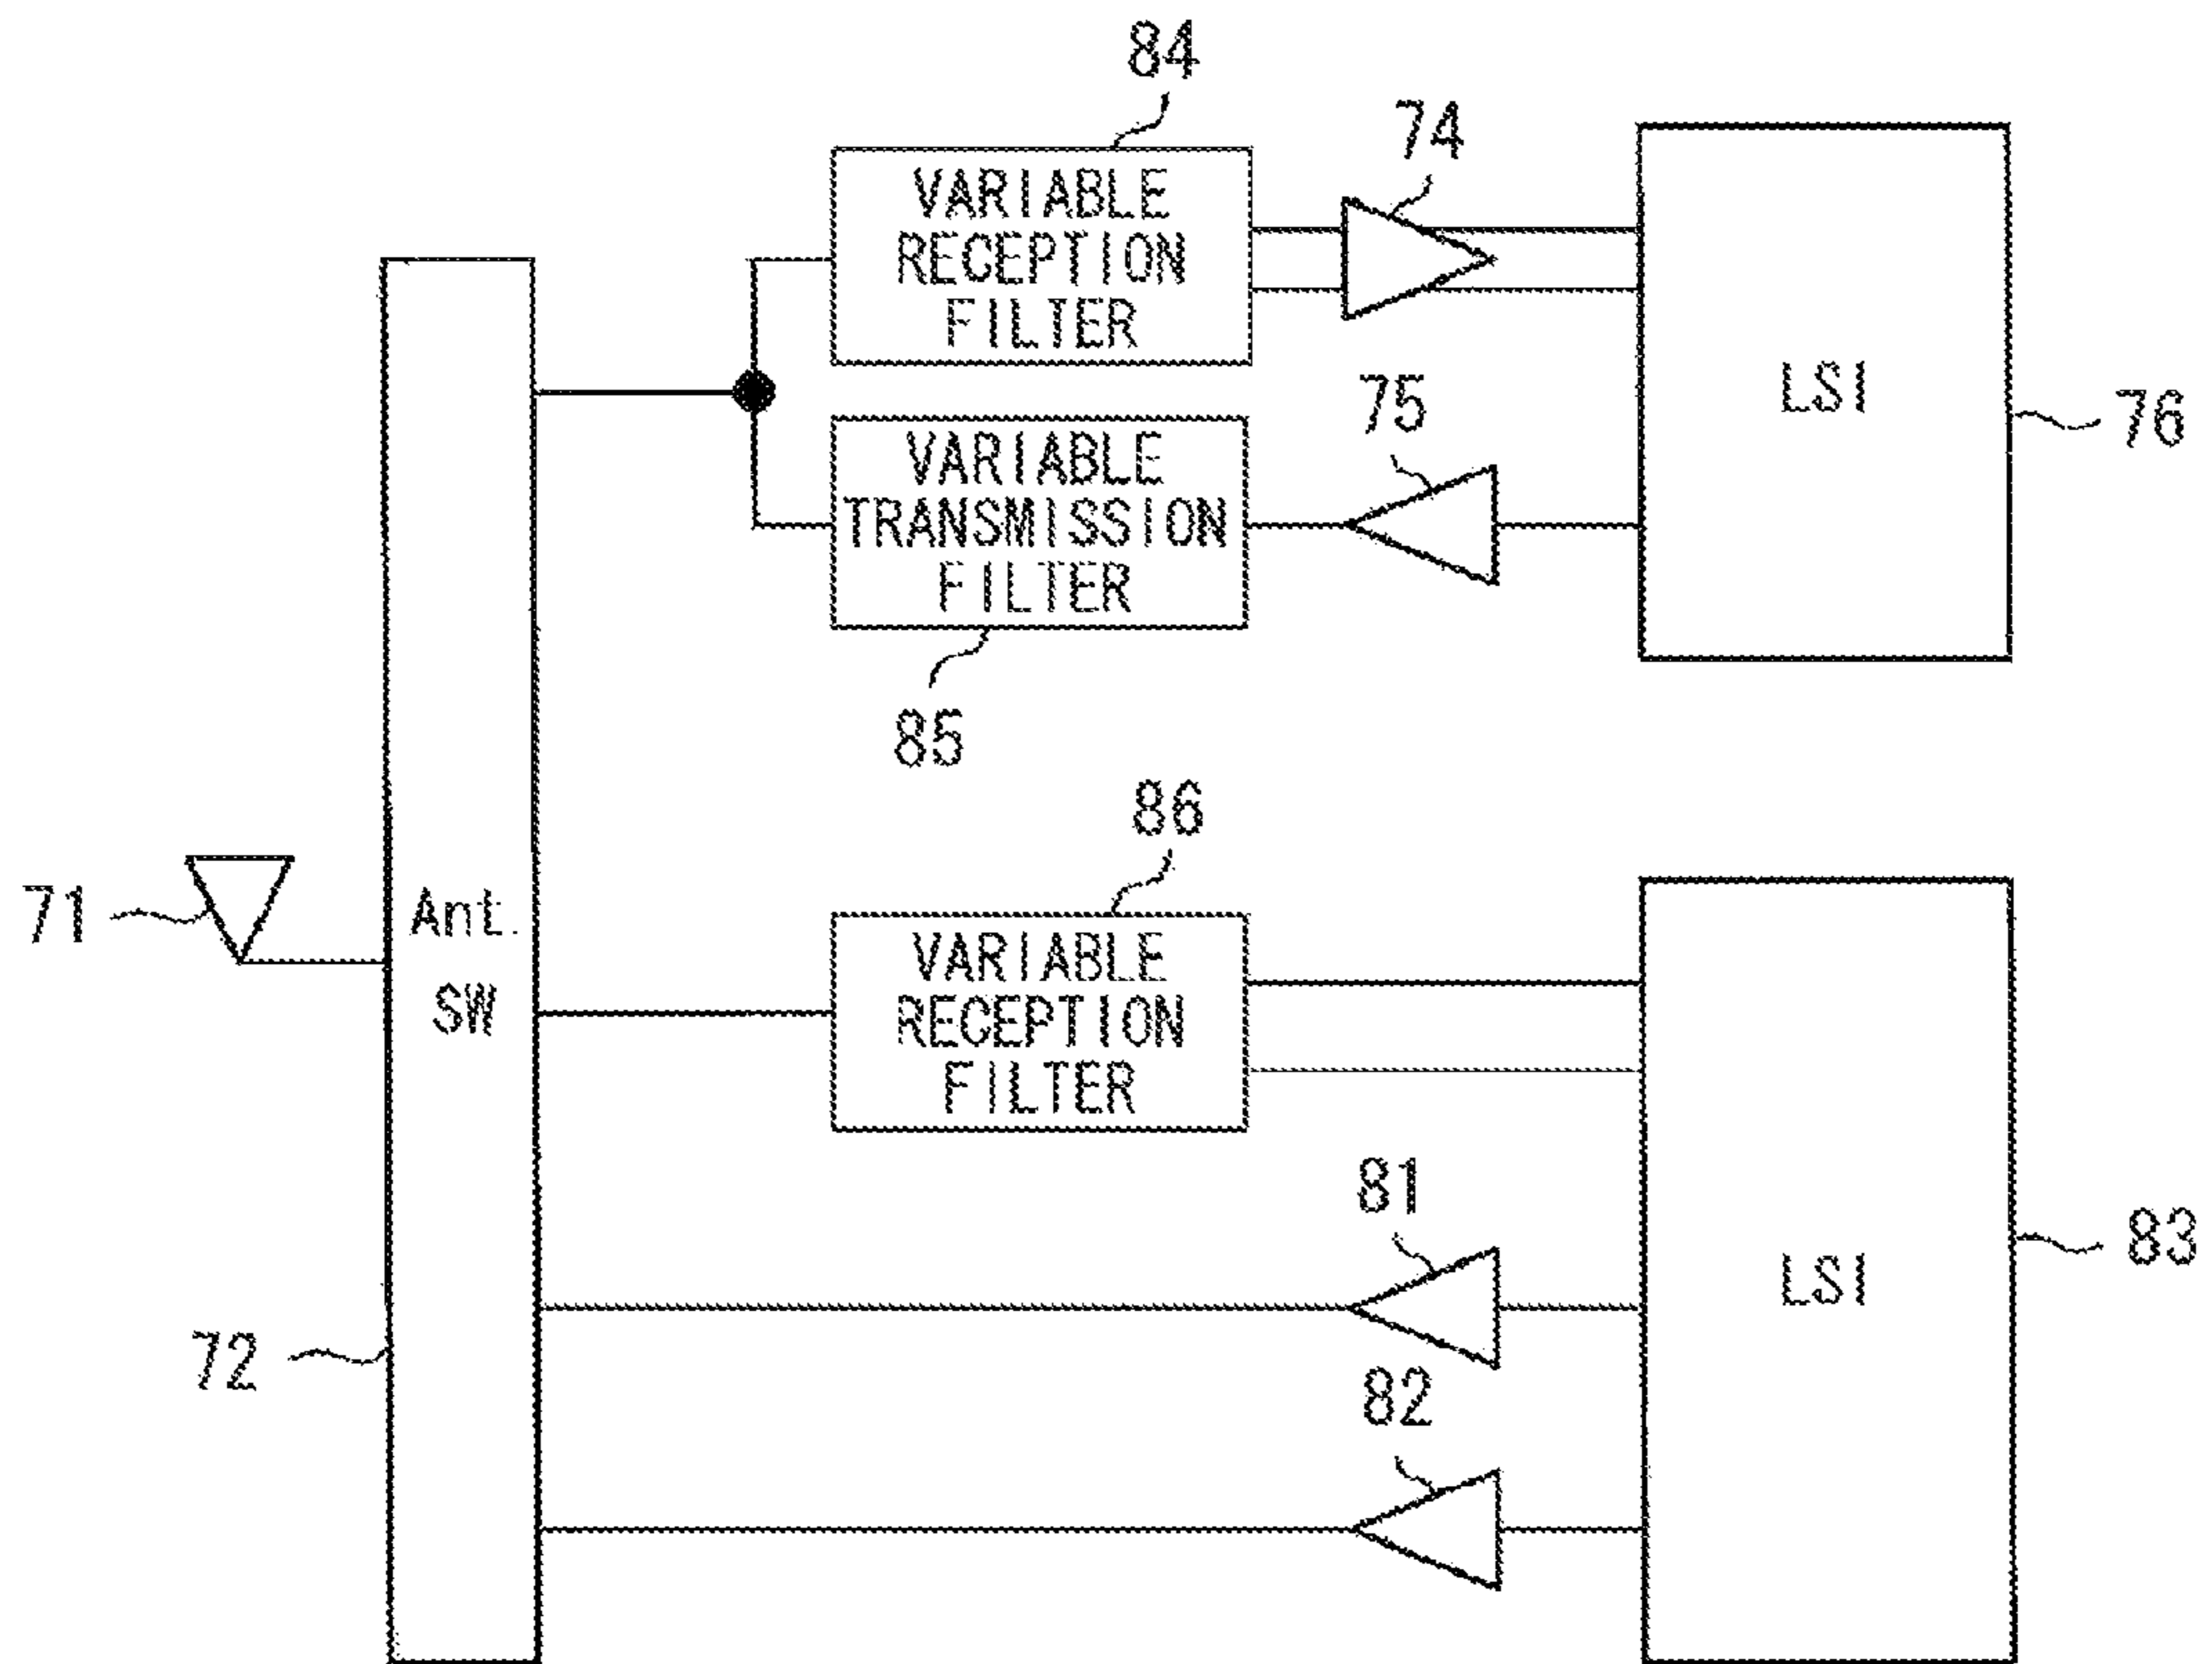 84
VARIABLE
RECEPTION
FILTER
74
LSI
76
VARIABLE
TRANSMISSION
FILTER
75
85
71
Ant.
SW
72
86
VARIABLE
RECEPTION
FILTER
81
82
LSI
83